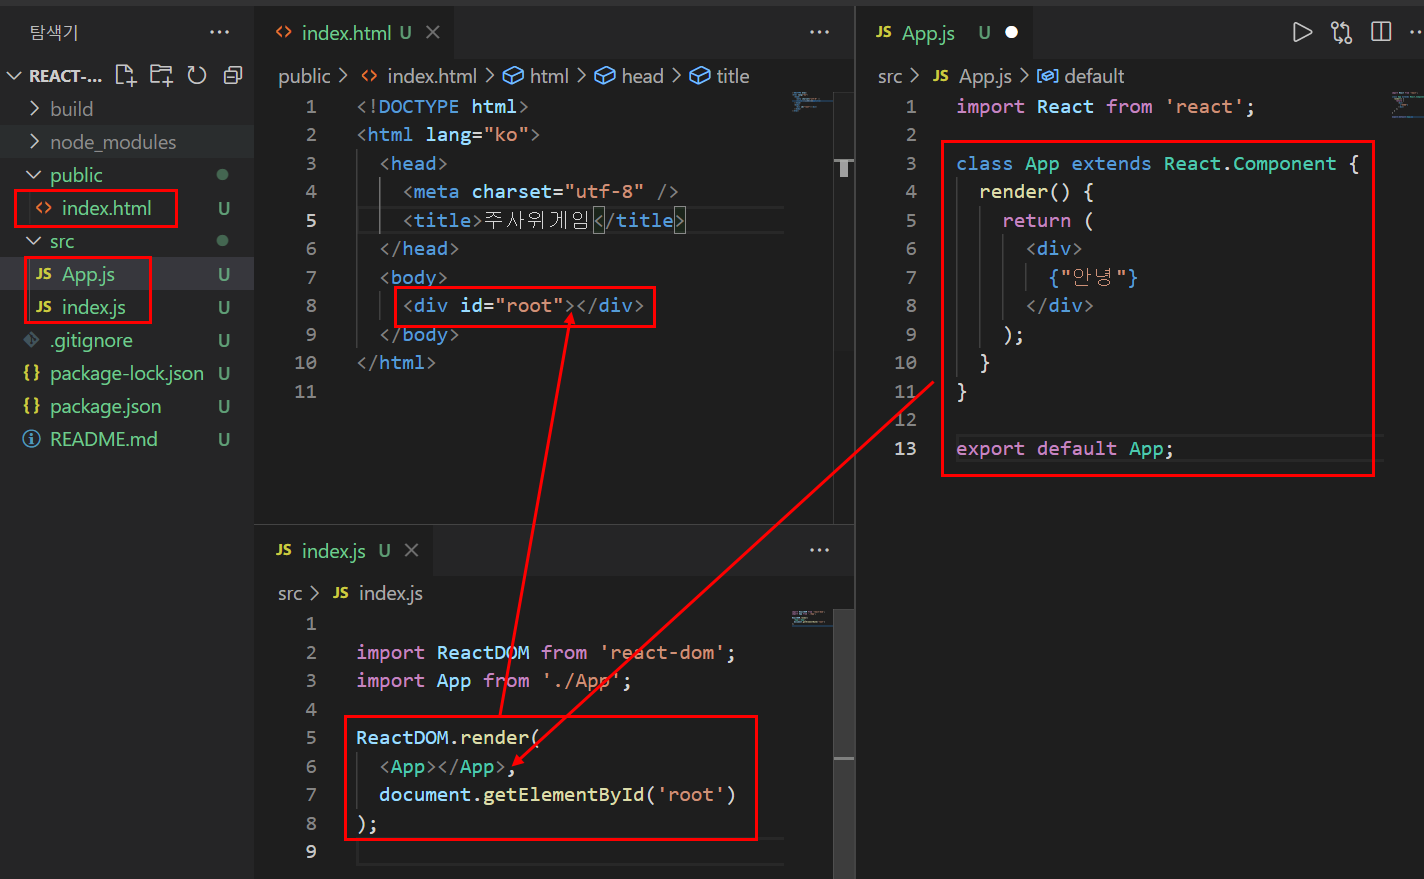 탐색기 ···
REACT-...
build
node_modules
public
<> index.html U
src
JS App.js U
JS index.js U
.gitignore U
{} package-lock.json U
{} package.json U
README.md U
<> index.html U ×
···
public > <> index.html > html > head > title
1 <!DOCTYPE html>
2 <html lang="ko">
3 <head>
4 <meta charset="utf-8" />
5 <title>주사위게임</title>
6 </head>
7 <body>
8 <div id="root"></div>
9 </body>
10 </html>
11
JS index.js U ×
···
src > JS index.js
1
2 import ReactDOM from 'react-dom';
3 import App from './App';
4
5 ReactDOM.render(
6 <App></App>,
7 document.getElementById('root')
8 );
9
JS App.js U ●
src > JS App.js > default
1 import React from 'react';
2
3 class App extends React.Component {
4 render() {
5 return (
6 <div>
7 {"안녕"}
8 </div>
9 );
10 }
11 }
12
13 export default App;